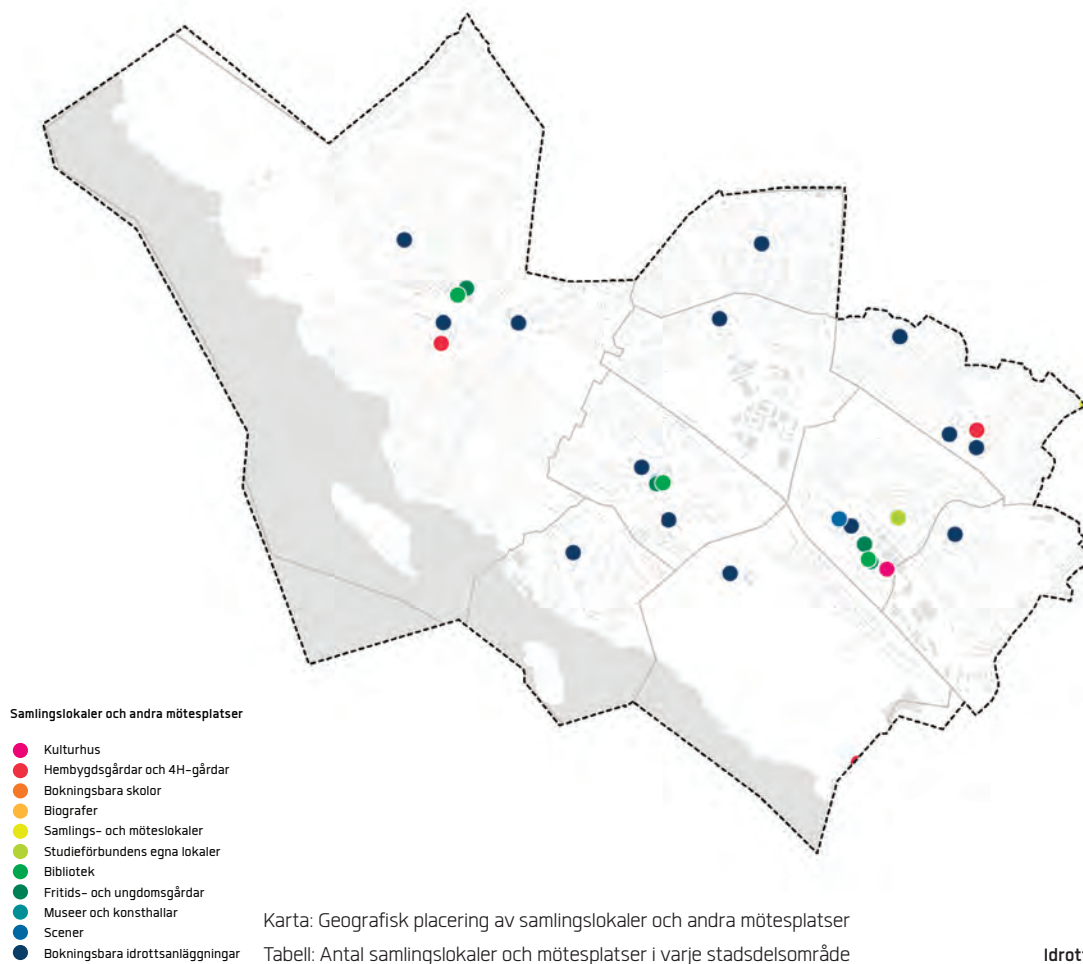 Samlingslokaler och andra mötesplatser
Kulturhus
Hembygdsgårdar och 4H-gårdar
Bokningsbara skolor
Biografer
Samlings- och möteslokaler
Studieförbundens egna lokaler
Bibliotek
Fritids- och ungdomsgårdar
Museer och konsthallar
Scener
Bokningsbara idrottsanläggningar
Karta: Geografisk placering av samlingslokaler och andra mötesplatser
Tabell: Antal samlingslokaler och mötesplatser i varje stadsdelsområde
Idrott